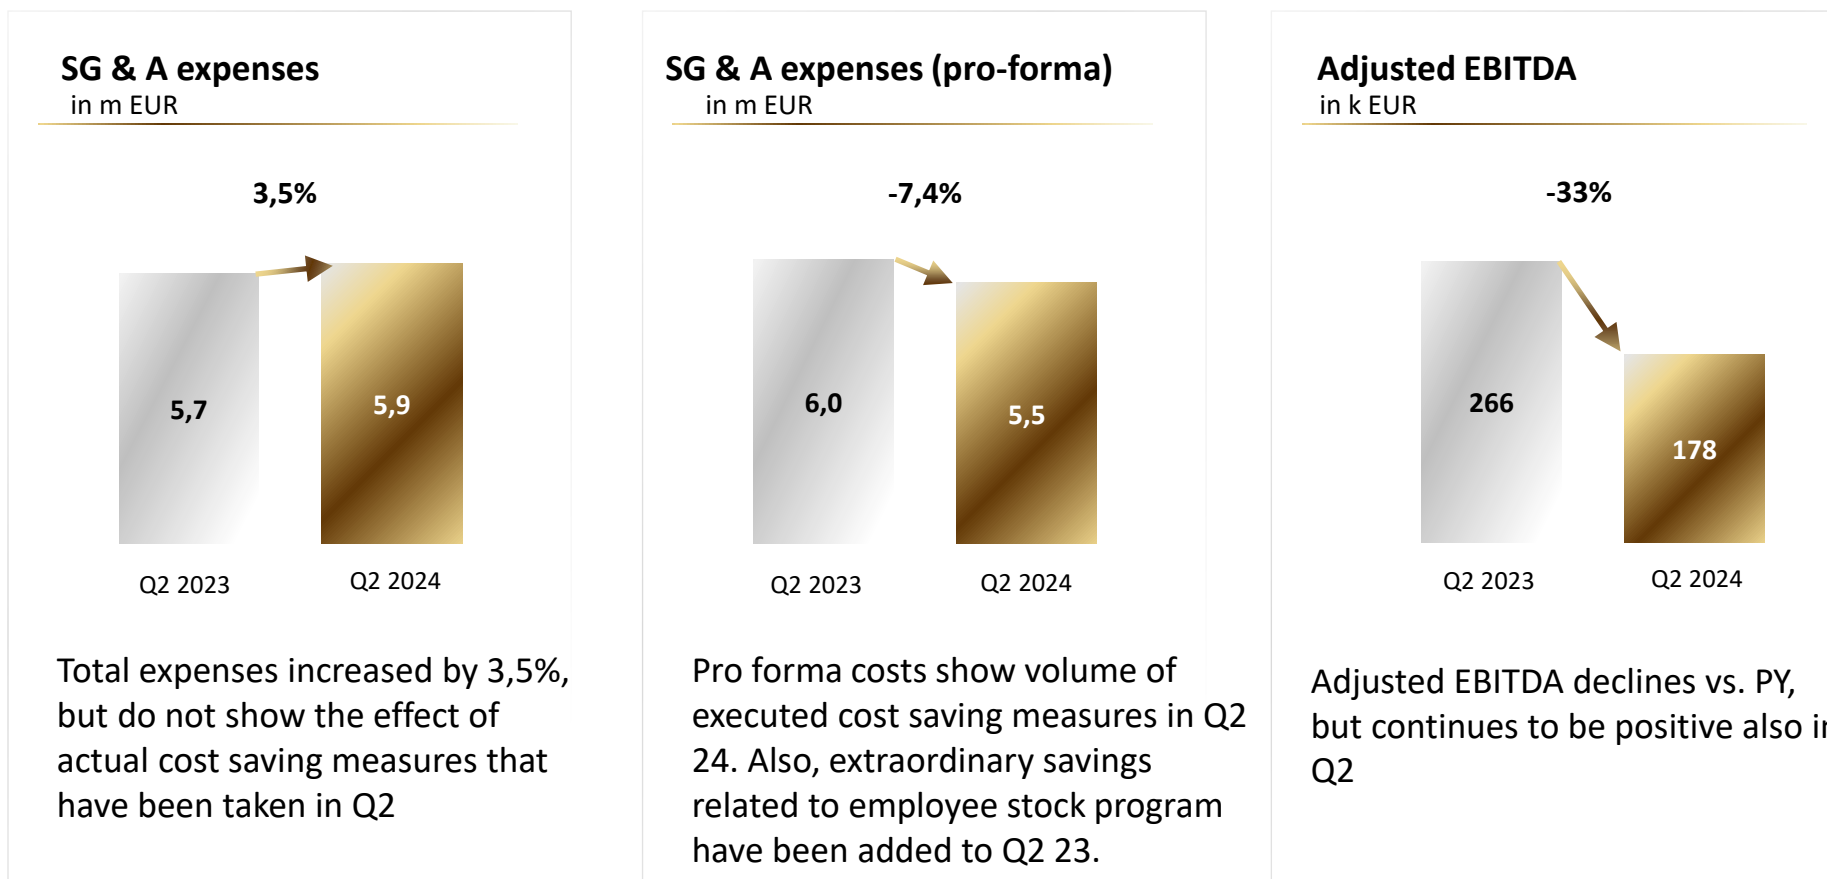 SG & A expenses
in m EUR
3,5%
5,7
5,9
Q2 2023
Q2 2024
Total expenses increased by 3,5%,
but do not show the effect of
actual cost saving measures that
have been taken in Q2
SG & A expenses (pro-forma)
in m EUR
-7,4%
6,0
5,5
Q2 2023
Q2 2024
Pro forma costs show volume of
executed cost saving measures in Q2
24. Also, extraordinary savings
related to employee stock program
have been added to Q2 23.
Adjusted EBITDA
in k EUR
-33%
266
178
Q2 2023
Q2 2024
Adjusted EBITDA declines vs. PY,
but continues to be positive also in
Q2